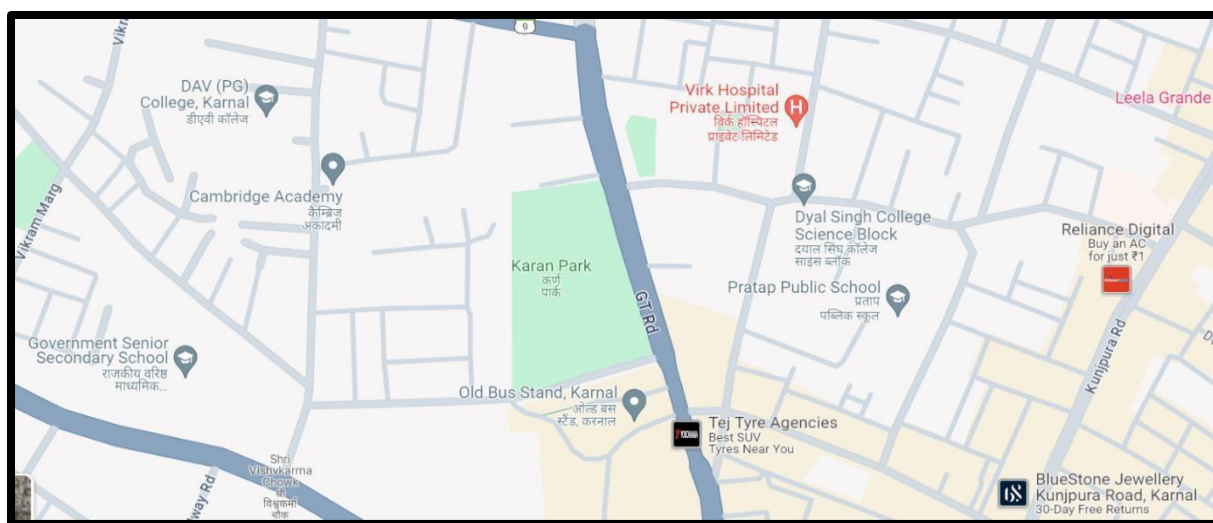 Vikra
9
DAV (PG)
College, Karnal
डीएवी कॉलेज
Virk Hospital
Private Limited
विर्क हॉस्पिटल
प्राइवेट लिमिटेड
Leela Grande
Cambridge Academy
कैम्ब्रिज
अकादमी
Vikram Marg
Dyal Singh College
Science Block
दयाल सिंघ कॉलेज
साइंस ब्लॉक
Reliance Digital
Buy an AC
for just ₹1
Karan Park
कर्ण
पार्क
GT Rd
Pratap Public School
प्रताप
पब्लिक स्कूल
Kunjpura Rd
Government Senior
Secondary School
राजकीय वरिष्ठ
माध्यमिक...
Old Bus Stand, Karnal
ओल्ड बस
स्टैंड, करनाल
Tej Tyre Agencies
Best SUV
Tyres Near You
YOKOHAMA
Shri
Vishvkarma
Chowk
श्री
विश्वकर्मा
चौक
way Rd
BlueStone Jewellery
Kunjpura Road, Karnal
30-Day Free Returns